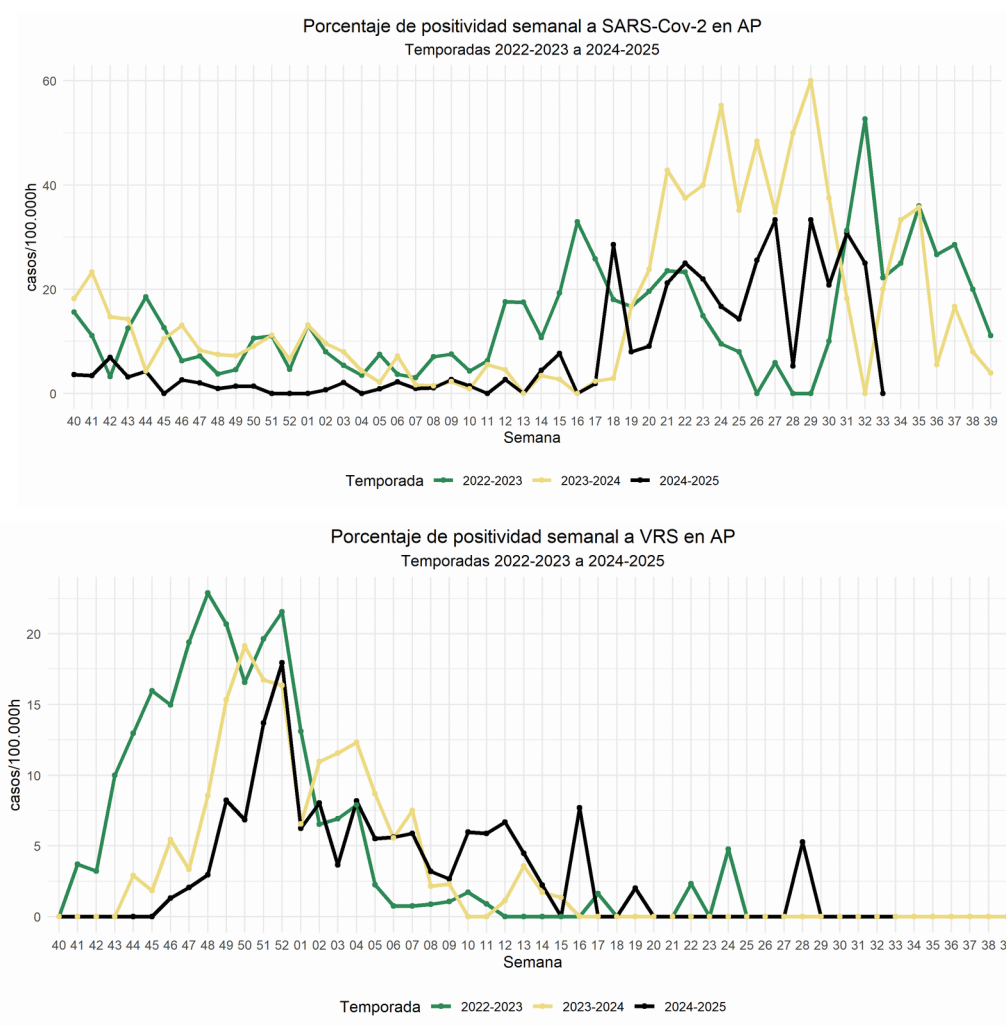 Porcentaje de positividad semanal a SARS-Cov-2 en AP
Temporadas 2022-2023 a 2024-2025
casos/100.000h
60
40
20
0
40 41 42 43 44 45 46 47 48 49 50 51 52 01 02 03 04 05 06 07 08 09 10 11 12 13 14 15 16 17 18 19 20 21 22 23 24 25 26 27 28 29 30 31 32 33 34 35 36 37 38 39
Semana
Temporada 2022-2023 2023-2024 2024-2025
Porcentaje de positividad semanal a VRS en AP
Temporadas 2022-2023 a 2024-2025
casos/100.000h
20
15
10
5
0
40 41 42 43 44 45 46 47 48 49 50 51 52 01 02 03 04 05 06 07 08 09 10 11 12 13 14 15 16 17 18 19 20 21 22 23 24 25 26 27 28 29 30 31 32 33 34 35 36 37 38 3
Semana
Temporada 2022-2023 2023-2024 2024-2025